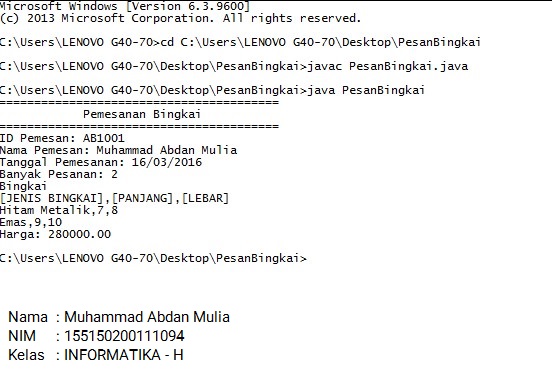 Microsoft Windows [Version 6.3.9600]
(c) 2013 Microsoft Corporation. All rights reserved.
C:\Users\LENOVO G40-70>cd C:\Users\LENOVO G40-70\Desktop\PesanBingkai
C:\Users\LENOVO G40-70\Desktop\PesanBingkai>javac PesanBingkai.java
C:\Users\LENOVO G40-70\Desktop\PesanBingkai>java PesanBingkai
========================================
Pemesanan Bingkai
========================================
ID Pemesan: AB1001
Nama Pemesan: Muhammad Abdan Mulia
Tanggal Pemesanan: 16/03/2016
Banyak Pesanan: 2
Bingkai
[JENIS BINGKAI],[PANJANG],[LEBAR]
Hitam Metalik,7,8
Emas,9,10
Harga: 280000.00
C:\Users\LENOVO G40-70\Desktop\PesanBingkai>
Nama : Muhammad Abdan Mulia
NIM : 155150200111094
Kelas : INFORMATIKA - H